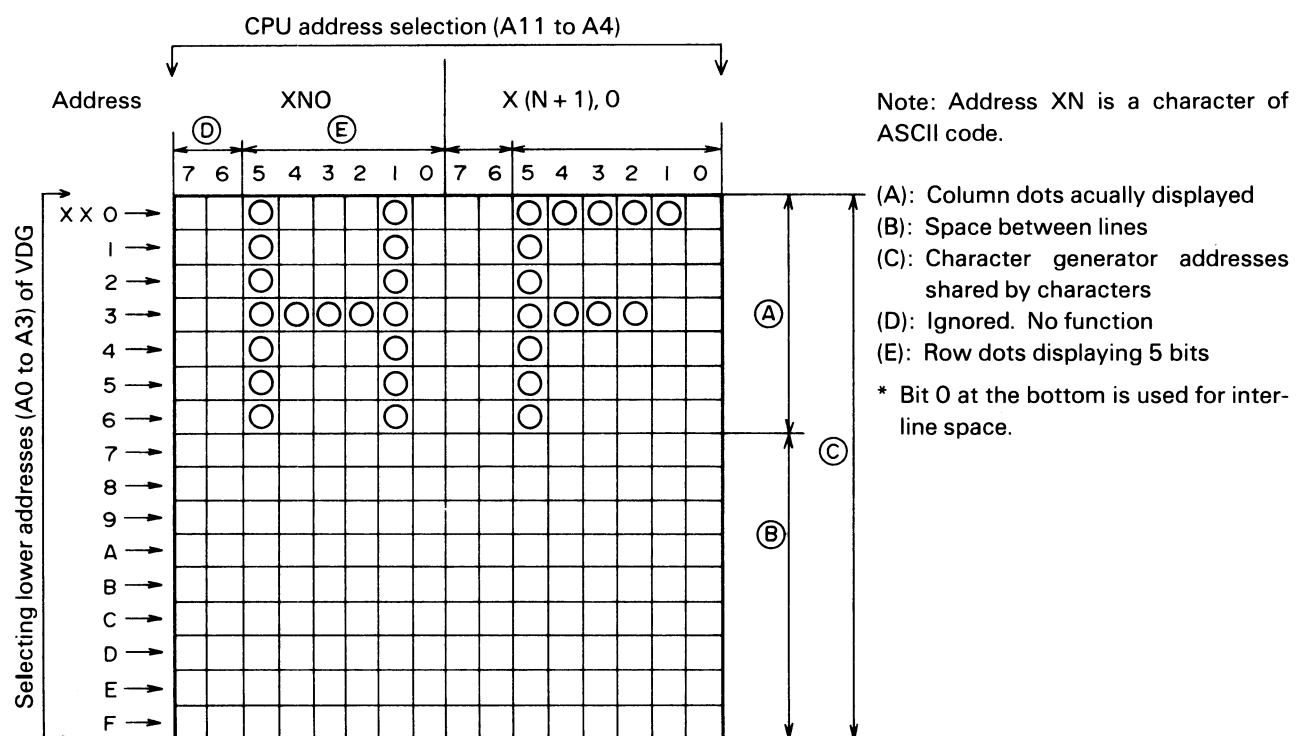 CPU address selection (A11 to A4)
Address XN0 X (N + 1), 0
(D) (E)
7 6 5 4 3 2 1 0 7 6 5 4 3 2 1 0
Selecting lower addresses (A0 to A3) of VDG
X X 0
1
2
3
4
5
6
7
8
9
A
B
C
D
E
F
(A)
(B)
(C)
Note: Address XN is a character of
ASCII code.
(A): Column dots acually displayed
(B): Space between lines
(C): Character generator addresses
shared by characters
(D): Ignored. No function
(E): Row dots displaying 5 bits
* Bit 0 at the bottom is used for inter-
line space.